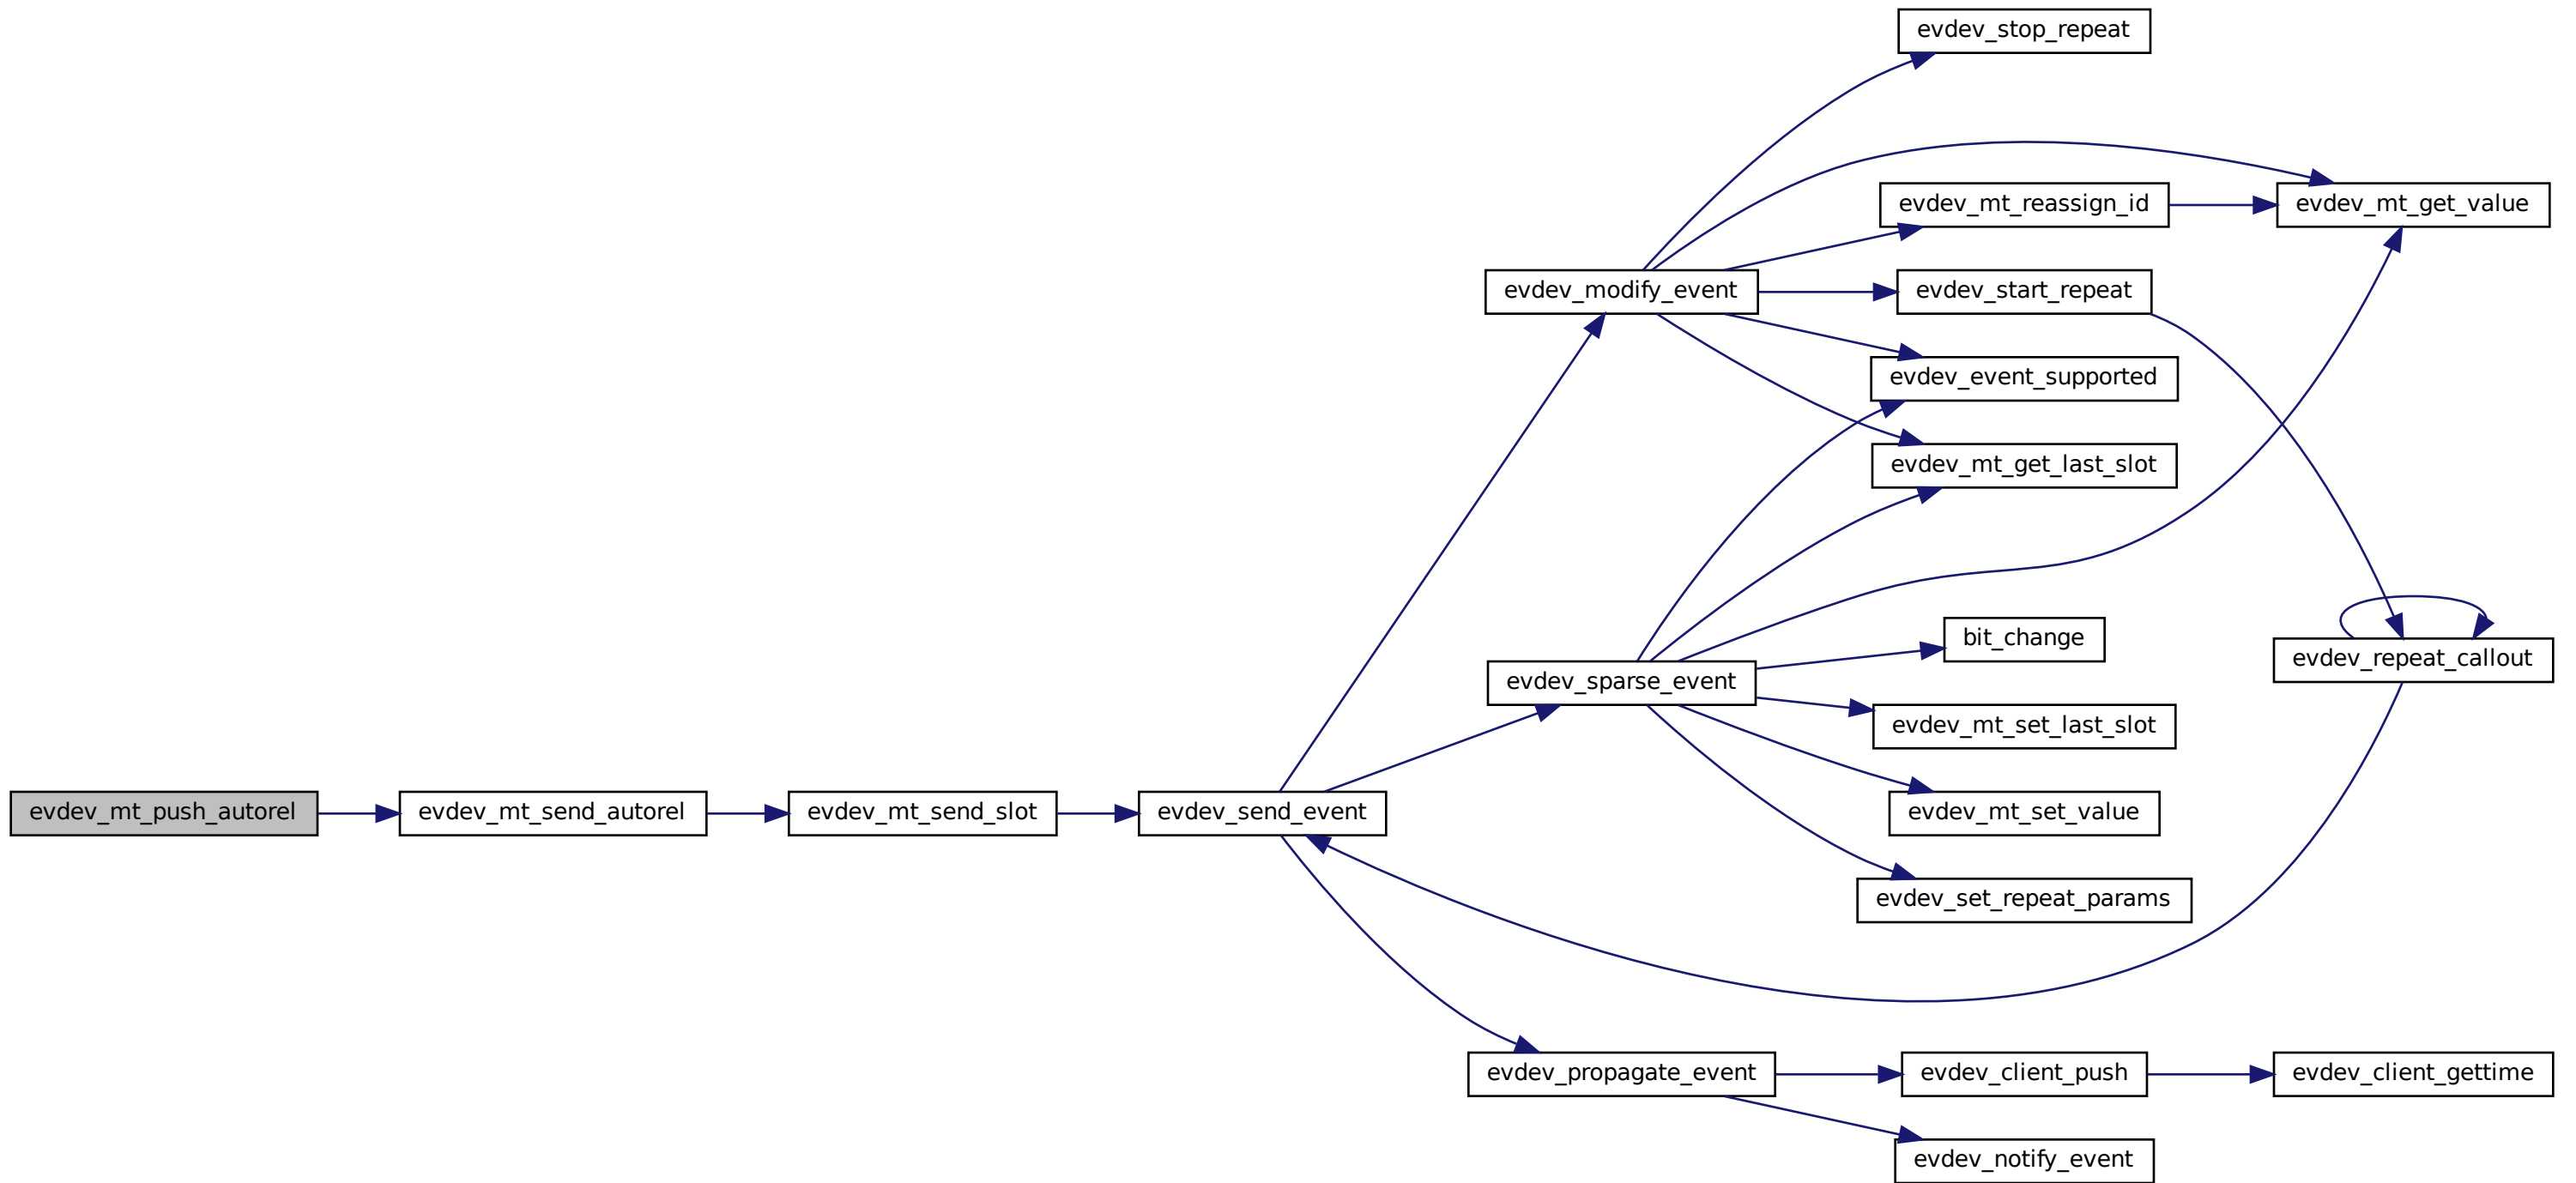 evdev_stop_repeat
evdev_mt_reassign_id
evdev_mt_get_value
evdev_modify_event
evdev_start_repeat
evdev_event_supported
evdev_mt_get_last_slot
bit_change
evdev_repeat_callout
evdev_sparse_event
evdev_mt_set_last_slot
evdev_mt_push_autorel
evdev_mt_send_autorel
evdev_mt_send_slot
evdev_send_event
evdev_mt_set_value
evdev_set_repeat_params
evdev_propagate_event
evdev_client_push
evdev_client_gettime
evdev_notify_event